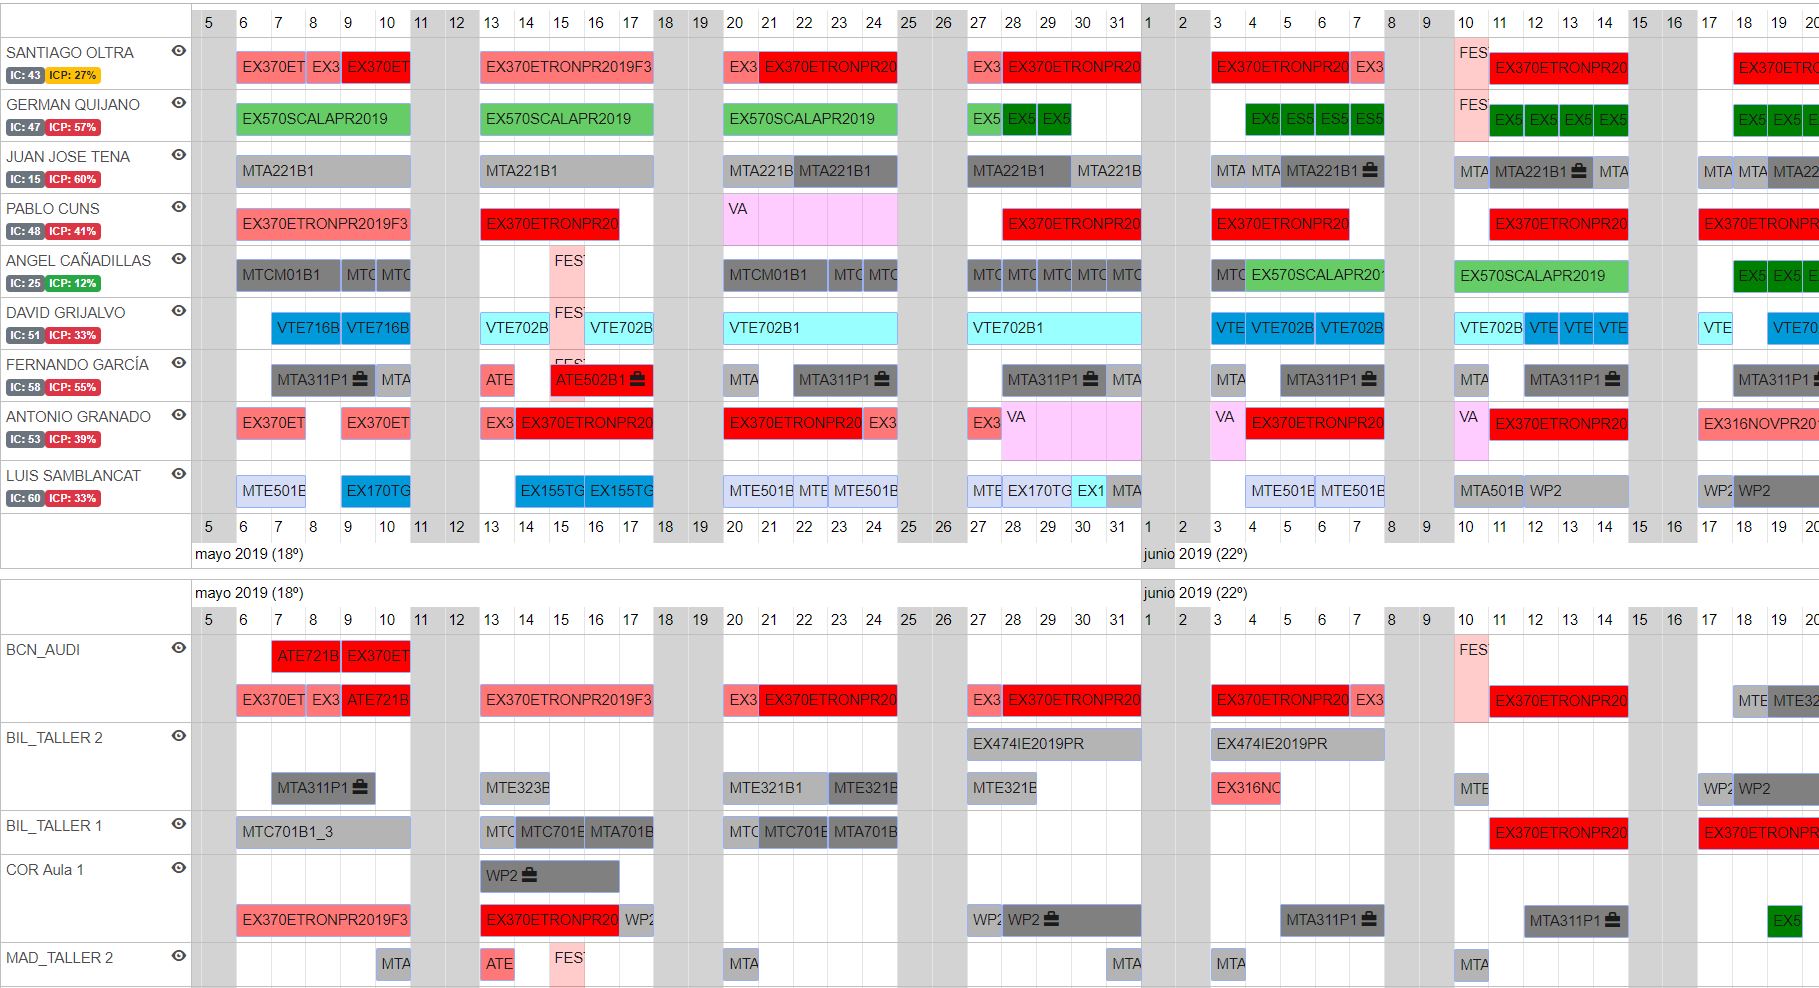 5 6 7 8 9 10 11 12 13 14 15 16 17 18 19 20 21 22 23 24 25 26 27 28 29 30 31 1 2 3 4 5 6 7 8 9 10 11 12 13 14 15 16 17 18 19 20
SANTIAGO OLTRA EX370ET EX3 EX370ET EX370ETRONPR2019F3 EX3 EX370ETRONPR20 EX3 EX370ETRONPR20 EX370ETRONPR20 EX3 FES EX370ETRONPR20 EX370ETRO
IC: 43 ICP: 27%
GERMAN QUIJANO EX570SCALAPR2019 EX570SCALAPR2019 EX570SCALAPR2019 EX5 EX5 EX5 EX5 ES5 ES5 ES5 FES EX5 EX5 EX5 EX5 EX5 EX5 E
IC: 47 ICP: 57%
JUAN JOSE TENA MTA221B1 MTA221B1 MTA221B MTA221B1 MTA221B1 MTA221B MTA MTA MTA221B1 MTA MTA221B1 MTA MTA MTA MTA22
IC: 15 ICP: 60%
PABLO CUNS EX370ETRONPR2019F3 EX370ETRONPR20 VA EX370ETRONPR20 EX370ETRONPR20 EX370ETRONPR20 EX370ETRONPR
IC: 48 ICP: 41%
ANGEL CAÑADILLAS MTCM01B1 MTC MTC FES MTCM01B1 MTC MTC MTC MTC MTC MTC MTC MTC EX570SCALAPR201 EX570SCALAPR2019 EX5 EX5 E
IC: 25 ICP: 12%
DAVID GRIJALVO VTE716B VTE716B VTE702B FES VTE702B VTE702B1 VTE702B1 VTE VTE702B VTE702B VTE702B VTE VTE VTE VTE VTE70
IC: 51 ICP: 33%
FERNANDO GARCÍA MTA311P1 MTA ATE FES ATE502B1 MTA MTA311P1 MTA311P1 MTA MTA MTA311P1 MTA MTA311P1 MTA311P1
IC: 58 ICP: 55%
ANTONIO GRANADO EX370ET EX370ET EX3 EX370ETRONPR20 EX370ETRONPR20 EX3 EX3 VA VA EX370ETRONPR20 VA EX370ETRONPR20 EX316NOVPR201
IC: 53 ICP: 39%
LUIS SAMBLANCAT MTE501B EX170TG EX155TG EX155TG MTE501B MTE MTE501B MTE EX170TG EX1 MTA MTE501B MTE501B MTA501B WP2 WP2 WP2
IC: 60 ICP: 33%
5 6 7 8 9 10 11 12 13 14 15 16 17 18 19 20 21 22 23 24 25 26 27 28 29 30 31 1 2 3 4 5 6 7 8 9 10 11 12 13 14 15 16 17 18 19 20
mayo 2019 (18º) junio 2019 (22º)
mayo 2019 (18º) junio 2019 (22º)
5 6 7 8 9 10 11 12 13 14 15 16 17 18 19 20 21 22 23 24 25 26 27 28 29 30 31 1 2 3 4 5 6 7 8 9 10 11 12 13 14 15 16 17 18 19 20
BCN_AUDI ATE721B EX370ET FES
EX370ET EX3 ATE721B EX370ETRONPR2019F3 EX3 EX370ETRONPR20 EX3 EX370ETRONPR20 EX370ETRONPR20 EX3 EX370ETRONPR20 MTE MTE32
BIL_TALLER 2 EX474IE2019PR EX474IE2019PR
MTA311P1 MTE323B MTE321B1 MTE321B MTE321B EX316NO MTE WP2 WP2
BIL_TALLER 1 MTC701B1_3 MTC MTC701B MTA701B MTC MTC701B MTA701B EX370ETRONPR20 EX370ETRONPR
COR Aula 1 WP2
EX370ETRONPR2019F3 EX370ETRONPR20 WP2 WP2 WP2 MTA311P1 MTA311P1 EX5
MAD_TALLER 2 MTA ATE FES MTA MTA MTA MTA